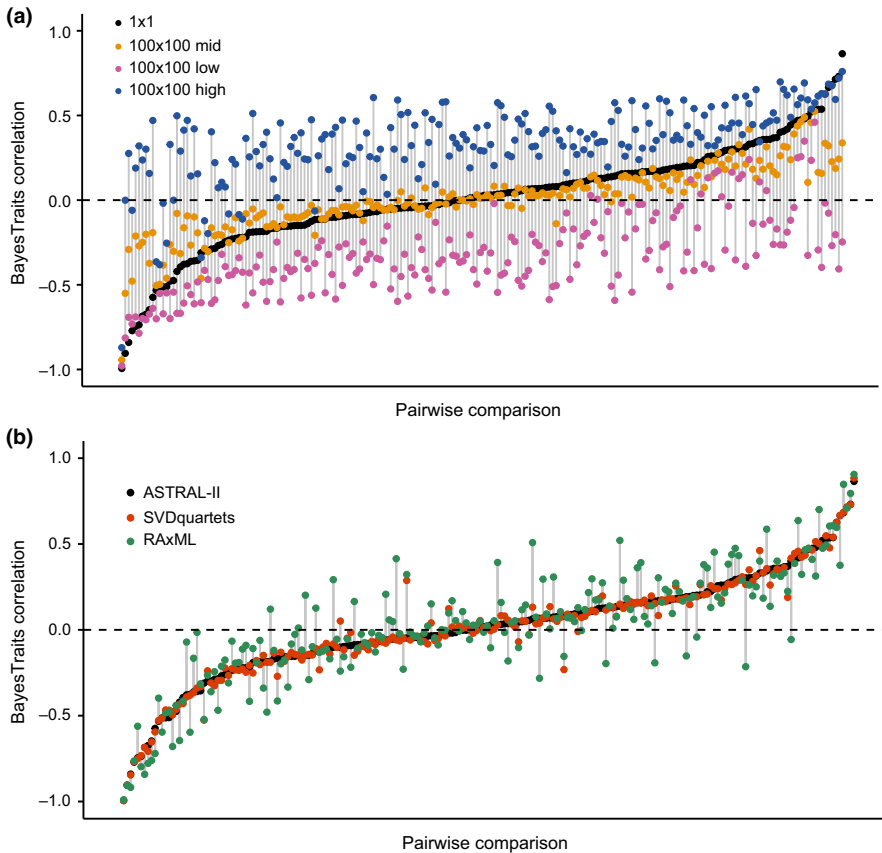 (a)
1x1
100x100 mid
100x100 low
100x100 high
1.0
0.5
0.0
−0.5
−1.0
BayesTraits correlation
Pairwise comparison
(b)
ASTRAL-II
SVDquartets
RAxML
1.0
0.5
0.0
−0.5
−1.0
BayesTraits correlation
Pairwise comparison